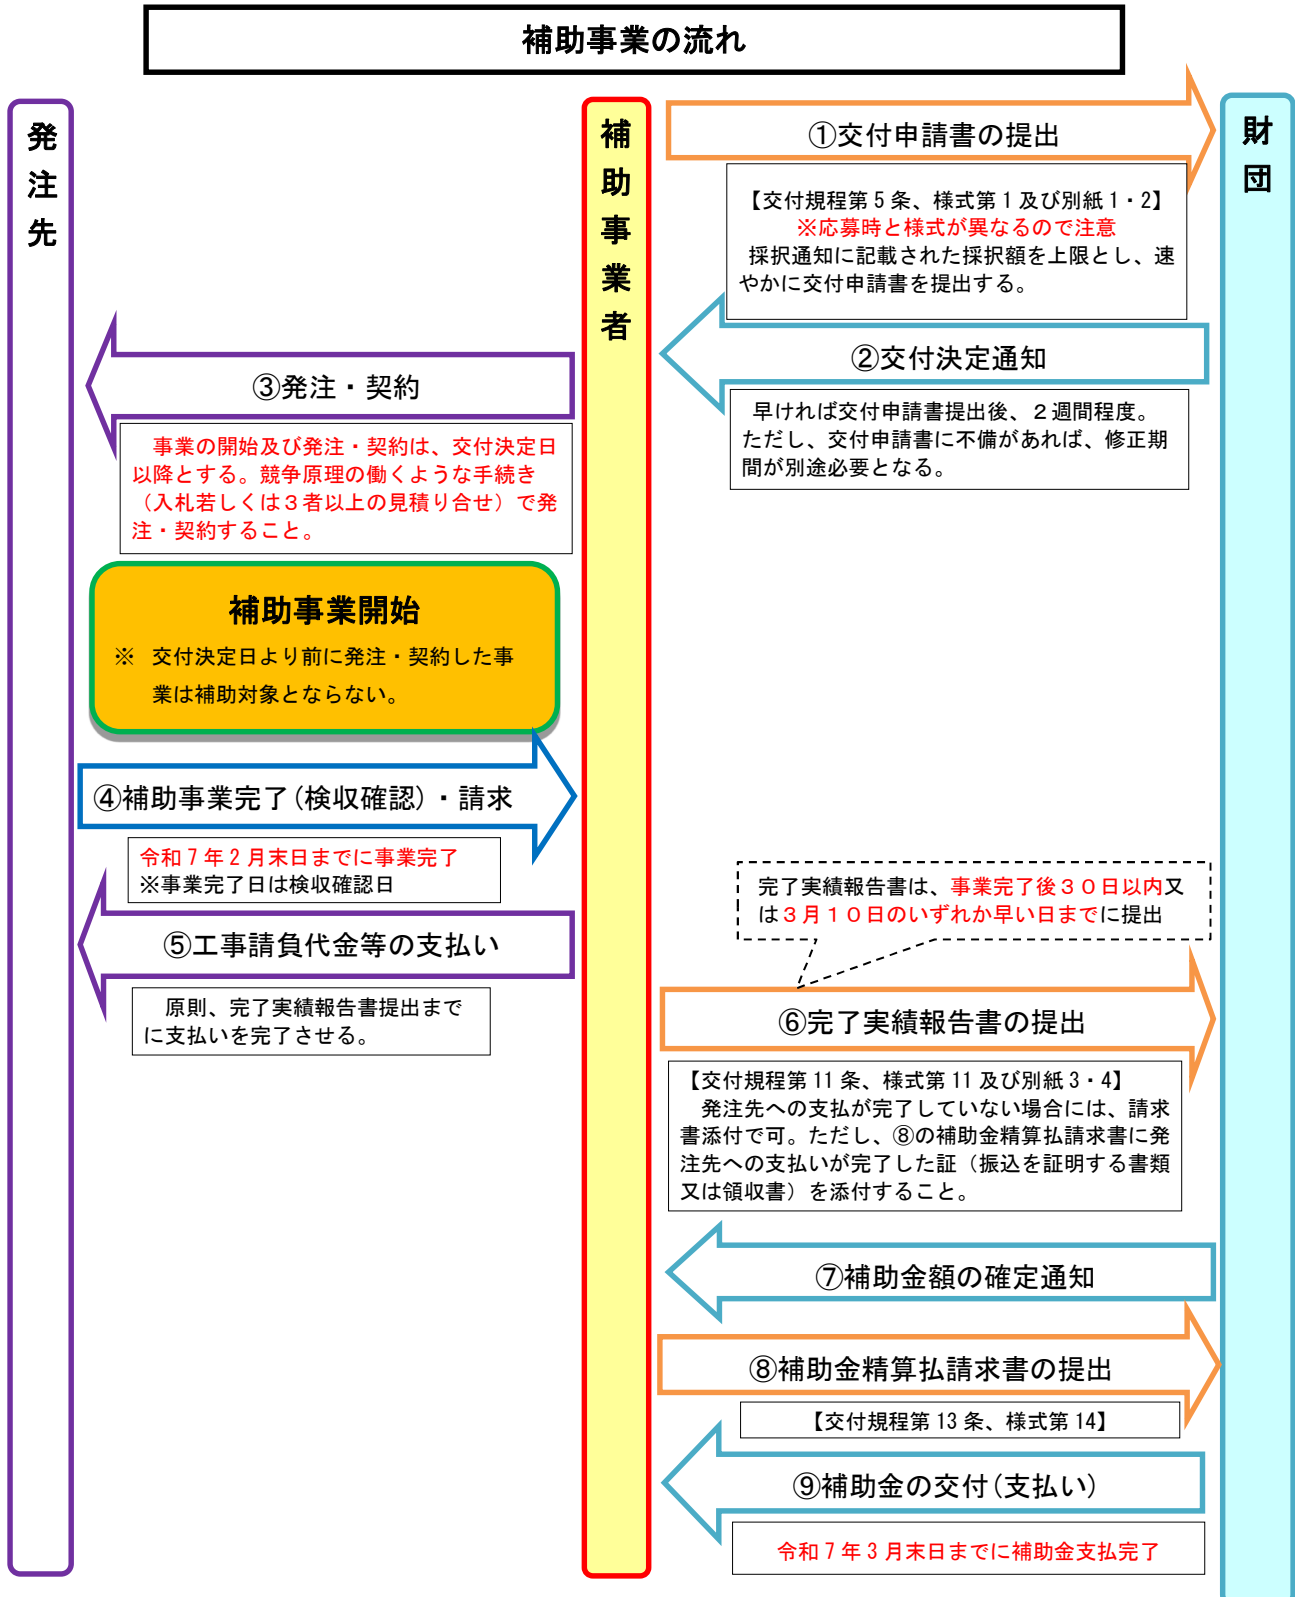 補助事業の流れ
発注先
補助事業者
財団
①交付申請書の提出
【交付規程第5条、様式第1及び別紙1・2】
※応募時と様式が異なるので注意
採択通知に記載された採択額を上限とし、速
やかに交付申請書を提出する。
②交付決定通知
早ければ交付申請書提出後、２週間程度。
ただし、交付申請書に不備があれば、修正期
間が別途必要となる。
③発注・契約
事業の開始及び発注・契約は、交付決定日
以降とする。競争原理の働くような手続き
（入札若しくは３者以上の見積り合せ）で発
注・契約すること。
補助事業開始
※ 交付決定日より前に発注・契約した事
業は補助対象とならない。
④補助事業完了(検収確認)・請求
令和7年2月末日までに事業完了
※事業完了日は検収確認日
⑤工事請負代金等の支払い
原則、完了実績報告書提出まで
に支払いを完了させる。
完了実績報告書は、事業完了後３０日以内又
は３月１０日のいずれか早い日までに提出
⑥完了実績報告書の提出
【交付規程第11条、様式第11及び別紙3・4】
発注先への支払が完了していない場合には、請求
書添付で可。ただし、⑧の補助金精算払請求書に発
注先への支払いが完了した証（振込を証明する書類
又は領収書）を添付すること。
⑦補助金額の確定通知
⑧補助金精算払請求書の提出
【交付規程第13条、様式第14】
⑨補助金の交付(支払い)
令和7年3月末日までに補助金支払完了